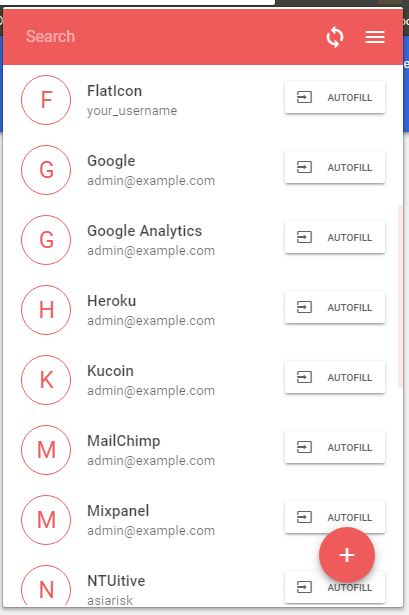 Search
F
FlatIcon
your_username
AUTOFILL
G
Google
admin@example.com
AUTOFILL
G
Google Analytics
admin@example.com
AUTOFILL
H
Heroku
admin@example.com
AUTOFILL
K
Kucoin
admin@example.com
AUTOFILL
M
MailChimp
admin@example.com
AUTOFILL
M
Mixpanel
admin@example.com
AUTOFILL
N
NTUitive
asiarisk
AUTOFILL